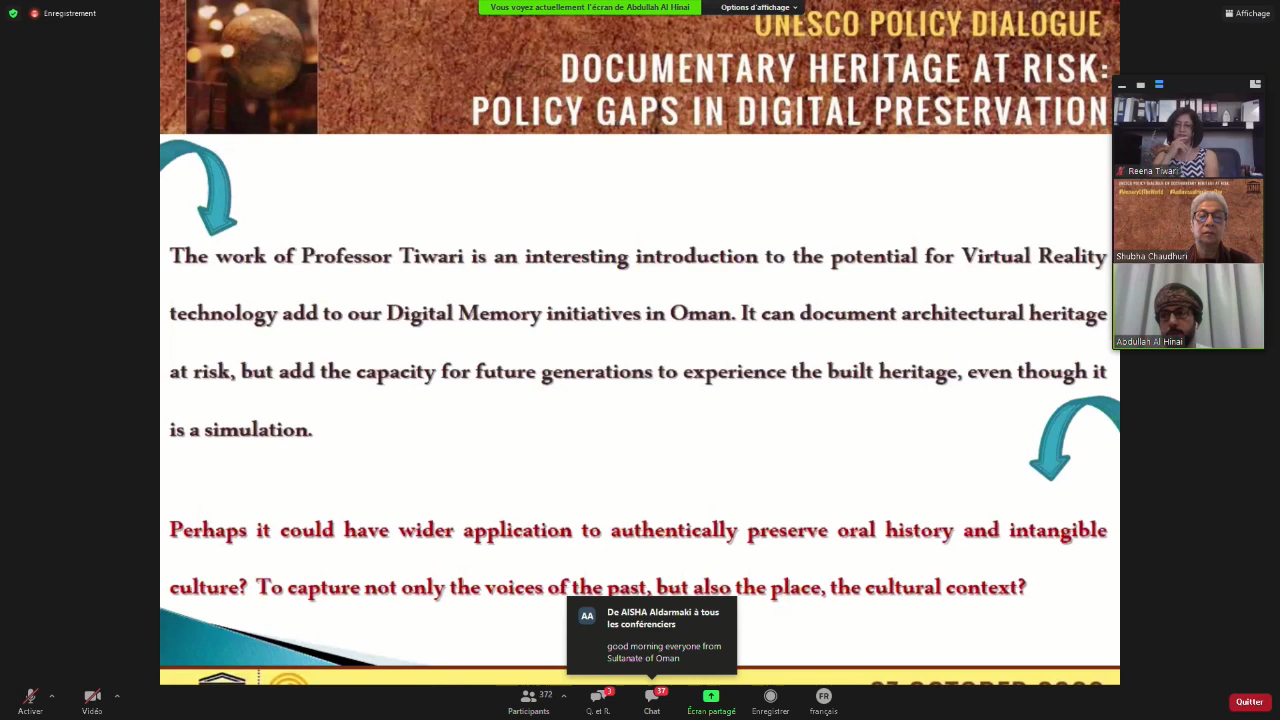 Vous voyez actuellement l'écran de Abdullah Al Hinai
Options d'affichage
Enregistrement
Affichage
UNESCO POLICY DIALOGUE
DOCUMENTARY HERITAGE AT RISK:
POLICY GAPS IN DIGITAL PRESERVATION
Reena Tiwari
Shubha Chaudhuri
Abdullah Al Hinai
The work of Professor Tiwari is an interesting introduction to the potential for Virtual Reality
technology add to our Digital Memory initiatives in Oman. It can document architectural heritage
at risk, but add the capacity for future generations to experience the built heritage, even though it
is a simulation.
Perhaps it could have wider application to authentically preserve oral history and intangible
culture? To capture not only the voices of the past, but also the place, the cultural context?
AA
De AISHA Aldarmaki à tous
les conférenciers
good morning everyone from
Sultanate of Oman
Activer
Vidéo
372
Participants
3
Q. et R.
37
Chat
Écran partagé
Enregistrer
FR
français
Quitter